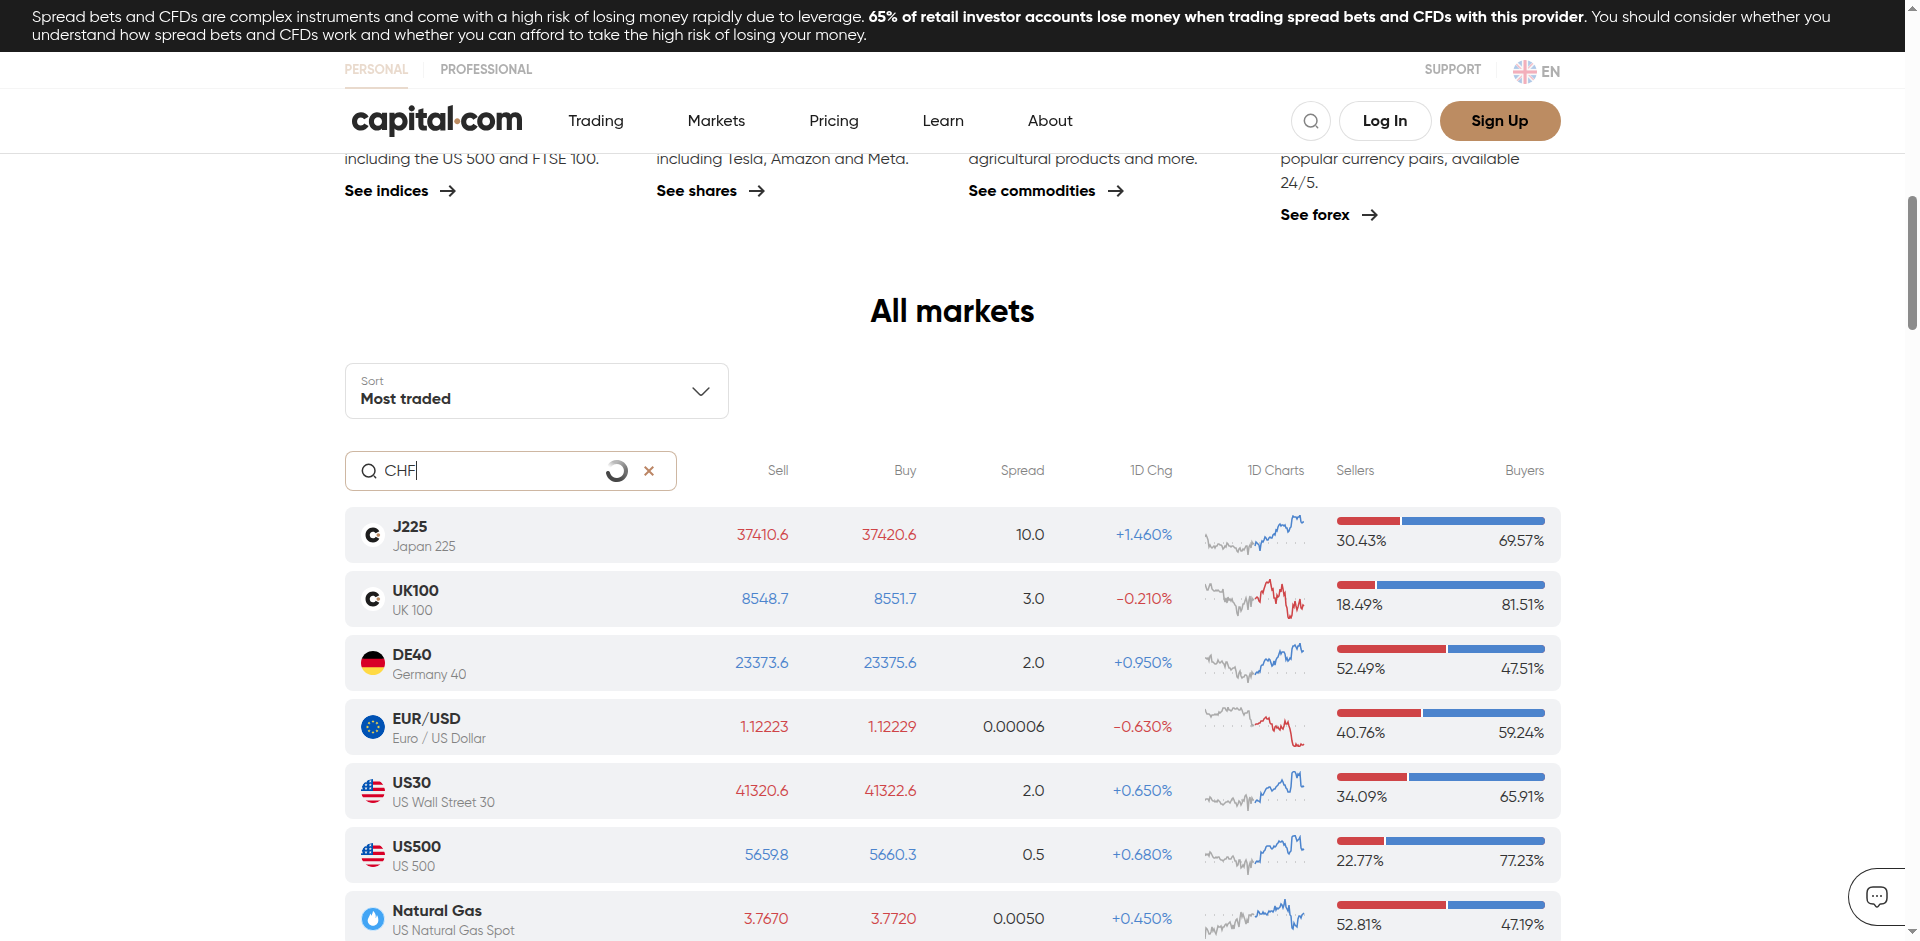 Spread bets and CFDs are complex instruments and come with a high risk of losing money rapidly due to leverage. 65% of retail investor accounts lose money when trading spread bets and CFDs with this provider. You should consider whether you
understand how spread bets and CFDs work and whether you can afford to take the high risk of losing your money.
PERSONAL PROFESSIONAL SUPPORT EN
capital.com Trading Markets Pricing Learn About Log In Sign Up
including the US 500 and FTSE 100. including Tesla, Amazon and Meta. agricultural products and more. popular currency pairs, available
24/5.
See indices See shares See commodities
See forex
All markets
Sort
Most traded
CHF Sell Buy Spread 1D Chg 1D Charts Sellers Buyers
J225
Japan 225 37410.6 37420.6 10.0 +1.460% 30.43% 69.57%
UK100
UK 100 8548.7 8551.7 3.0 -0.210% 18.49% 81.51%
DE40
Germany 40 23373.6 23375.6 2.0 +0.950% 52.49% 47.51%
EUR/USD
Euro / US Dollar 1.12223 1.12229 0.00006 -0.630% 40.76% 59.24%
US30
US Wall Street 30 41320.6 41322.6 2.0 +0.650% 34.09% 65.91%
US500
US 500 5659.8 5660.3 0.5 +0.680% 22.77% 77.23%
Natural Gas
US Natural Gas Spot 3.7670 3.7720 0.0050 +0.450% 52.81% 47.19%